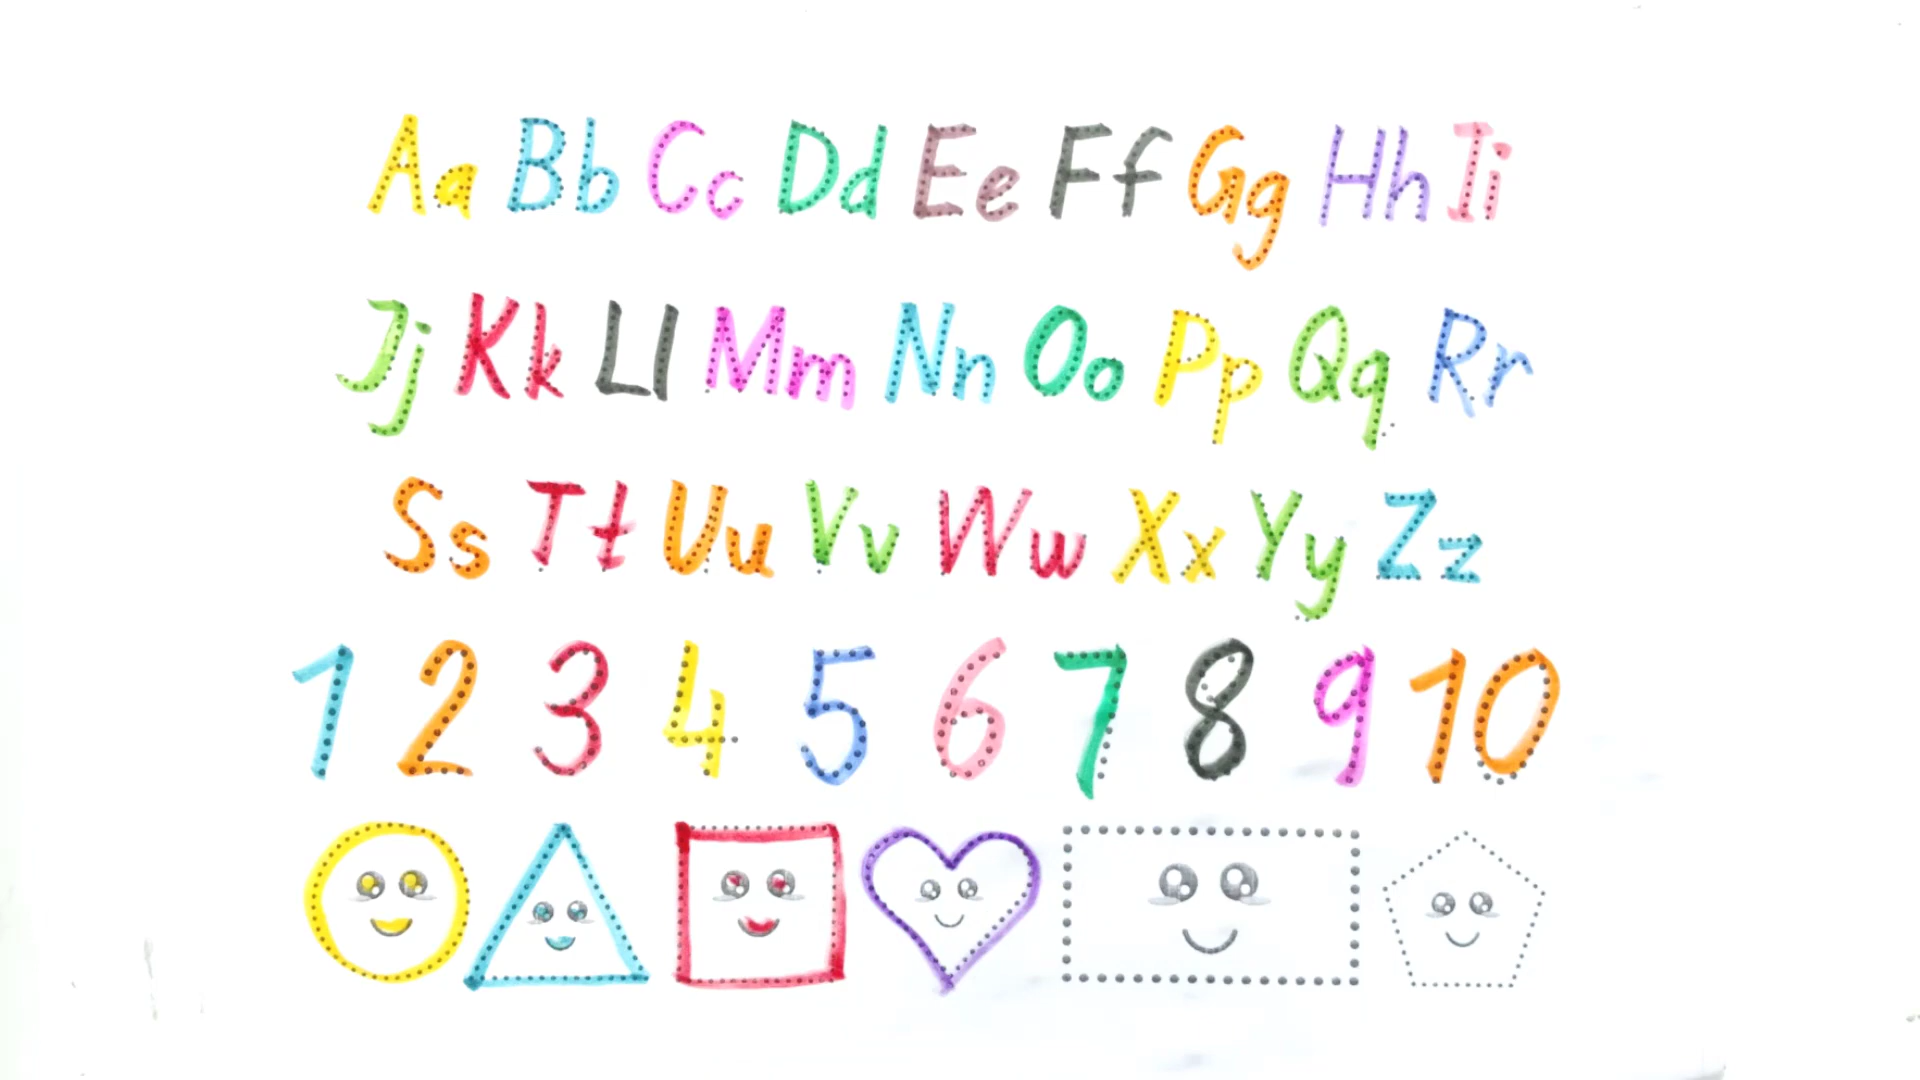 Aa Bb Cc Dd Ee Ff Gg Hh Ii
Jj Kk Ll Mm Nn Oo Pp Qq Rr
Ss Tt Uu Vv Ww Xx Yy Zz
1 2 3 4 5 6 7 8 9 10